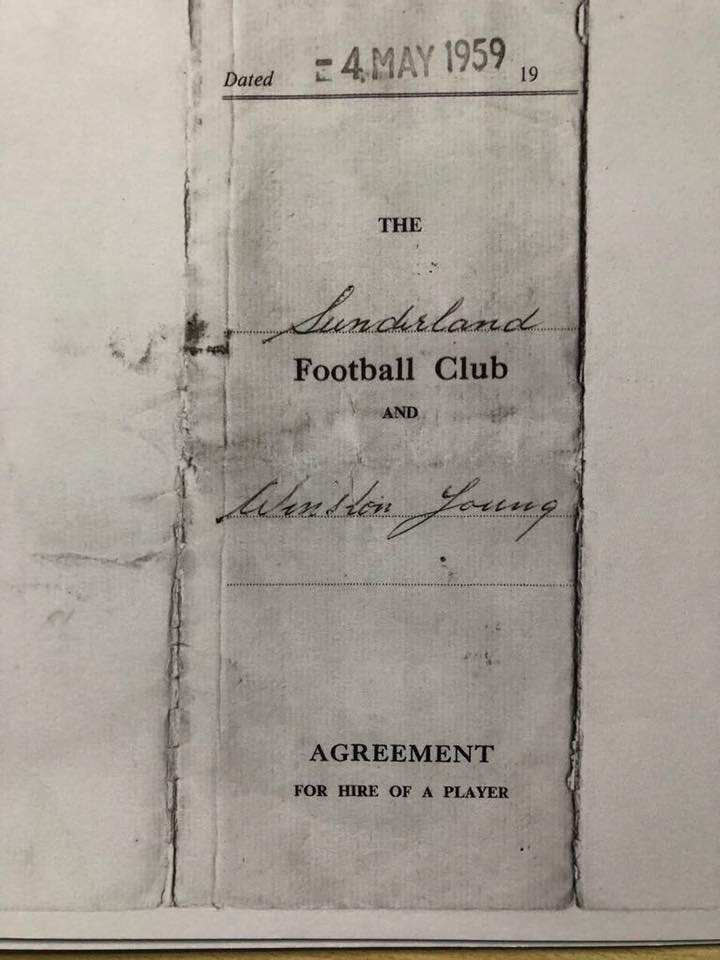 Dated - 4 MAY 1959 19
THE
Sunderland
Football Club
AND
Winston Young
AGREEMENT
FOR HIRE OF A PLAYER